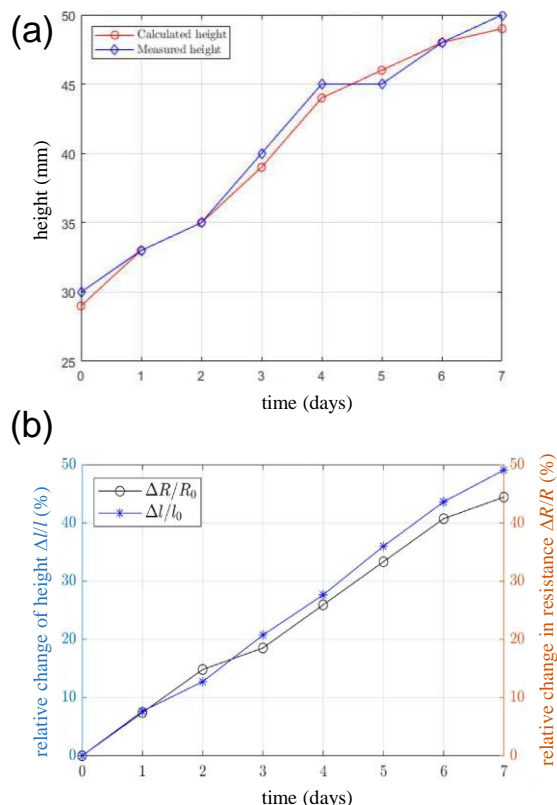 (a)
50
45
40
35
30
25
height (mm)
Calculated height
Measured height
0 1 2 3 4 5 6 7
time (days)
(b)
50
40
30
20
10
0
relative change of height Δl/l (%)
ΔR/R₀
Δl/l₀
50
40
30
20
10
0
relative change in resistance ΔR/R (%)
0 1 2 3 4 5 6 7
time (days)